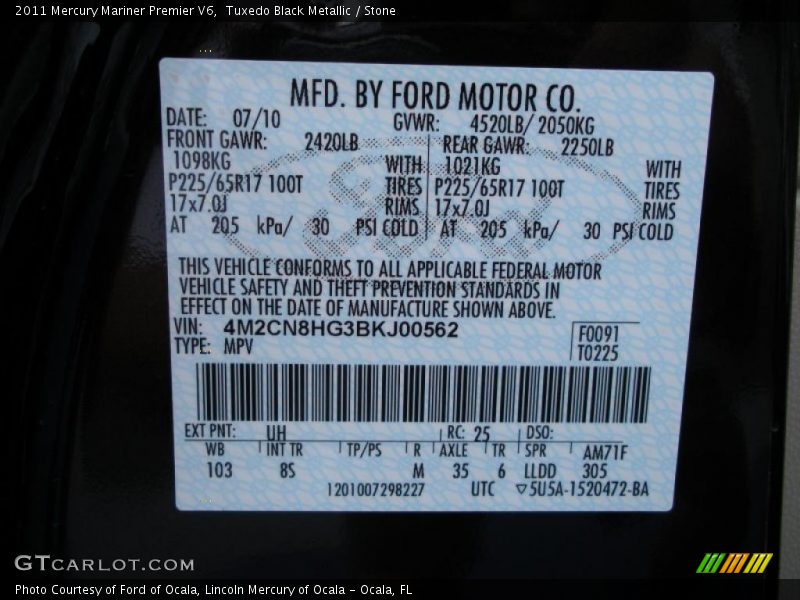 2011 Mercury Mariner Premier V6,  Tuxedo Black Metallic / Stone
MFD. BY FORD MOTOR CO.
DATE: 07/10 GVWR: 4520LB/ 2050KG
FRONT GAWR: 2420LB REAR GAWR: 2250LB
1098KG WITH 1021KG WITH
P225/65R17 100T TIRES P225/65R17 100T TIRES
17x7.0J RIMS 17x7.0J RIMS
AT 205 kPa/ 30 PSI COLD AT 205 kPa/ 30 PSI COLD
Ford
THIS VEHICLE CONFORMS TO ALL APPLICABLE FEDERAL MOTOR
VEHICLE SAFETY AND THEFT PREVENTION STANDARDS IN
EFFECT ON THE DATE OF MANUFACTURE SHOWN ABOVE.
VIN: 4M2CN8HG3BKJ00562 F0091
TYPE: MPV T0225
EXT PNT: UH RC: 25 DSO:
WB INT TR TP/PS R AXLE TR SPR AM71F
103 8S M 35 6 LLDD 305
1201007298227 UTC ▽5U5A-1520472-BA
GTCARLOT.COM
Photo Courtesy of Ford of Ocala, Lincoln Mercury of Ocala - Ocala, FL